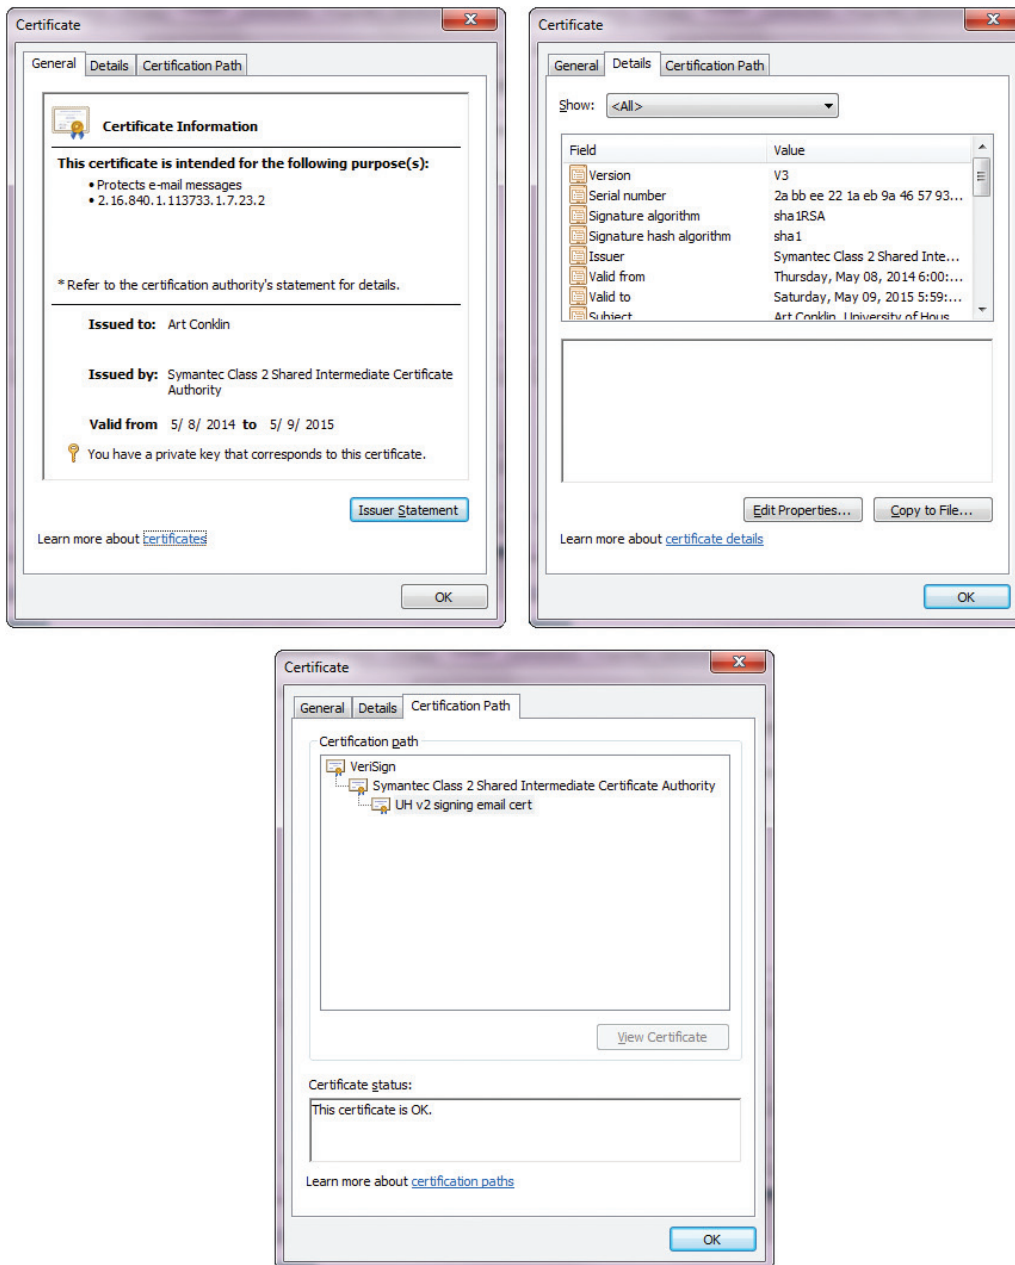 Certificate
General Details Certification Path
Certificate Information
This certificate is intended for the following purpose(s):
• Protects e-mail messages
• 2.16.840.1.113733.1.7.23.2
* Refer to the certification authority's statement for details.
Issued to: Art Conklin
Issued by: Symantec Class 2 Shared Intermediate Certificate
Authority
Valid from 5/ 8/ 2014 to 5/ 9/ 2015
You have a private key that corresponds to this certificate.
Issuer Statement
Learn more about certificates
OK
Certificate
General Details Certification Path
Show: <All>
Field Value
Version V3
Serial number 2a bb ee 22 1a eb 9a 46 57 93...
Signature algorithm sha1RSA
Signature hash algorithm sha1
Issuer Symantec Class 2 Shared Inte...
Valid from Thursday, May 08, 2014 6:00:...
Valid to Saturday, May 09, 2015 5:59:...
Subject Art Conklin, University of Hous
Edit Properties... Copy to File...
Learn more about certificate details
OK
Certificate
General Details Certification Path
Certification path
VeriSign
Symantec Class 2 Shared Intermediate Certificate Authority
UH v2 signing email cert
View Certificate
Certificate status:
This certificate is OK.
Learn more about certification paths
OK